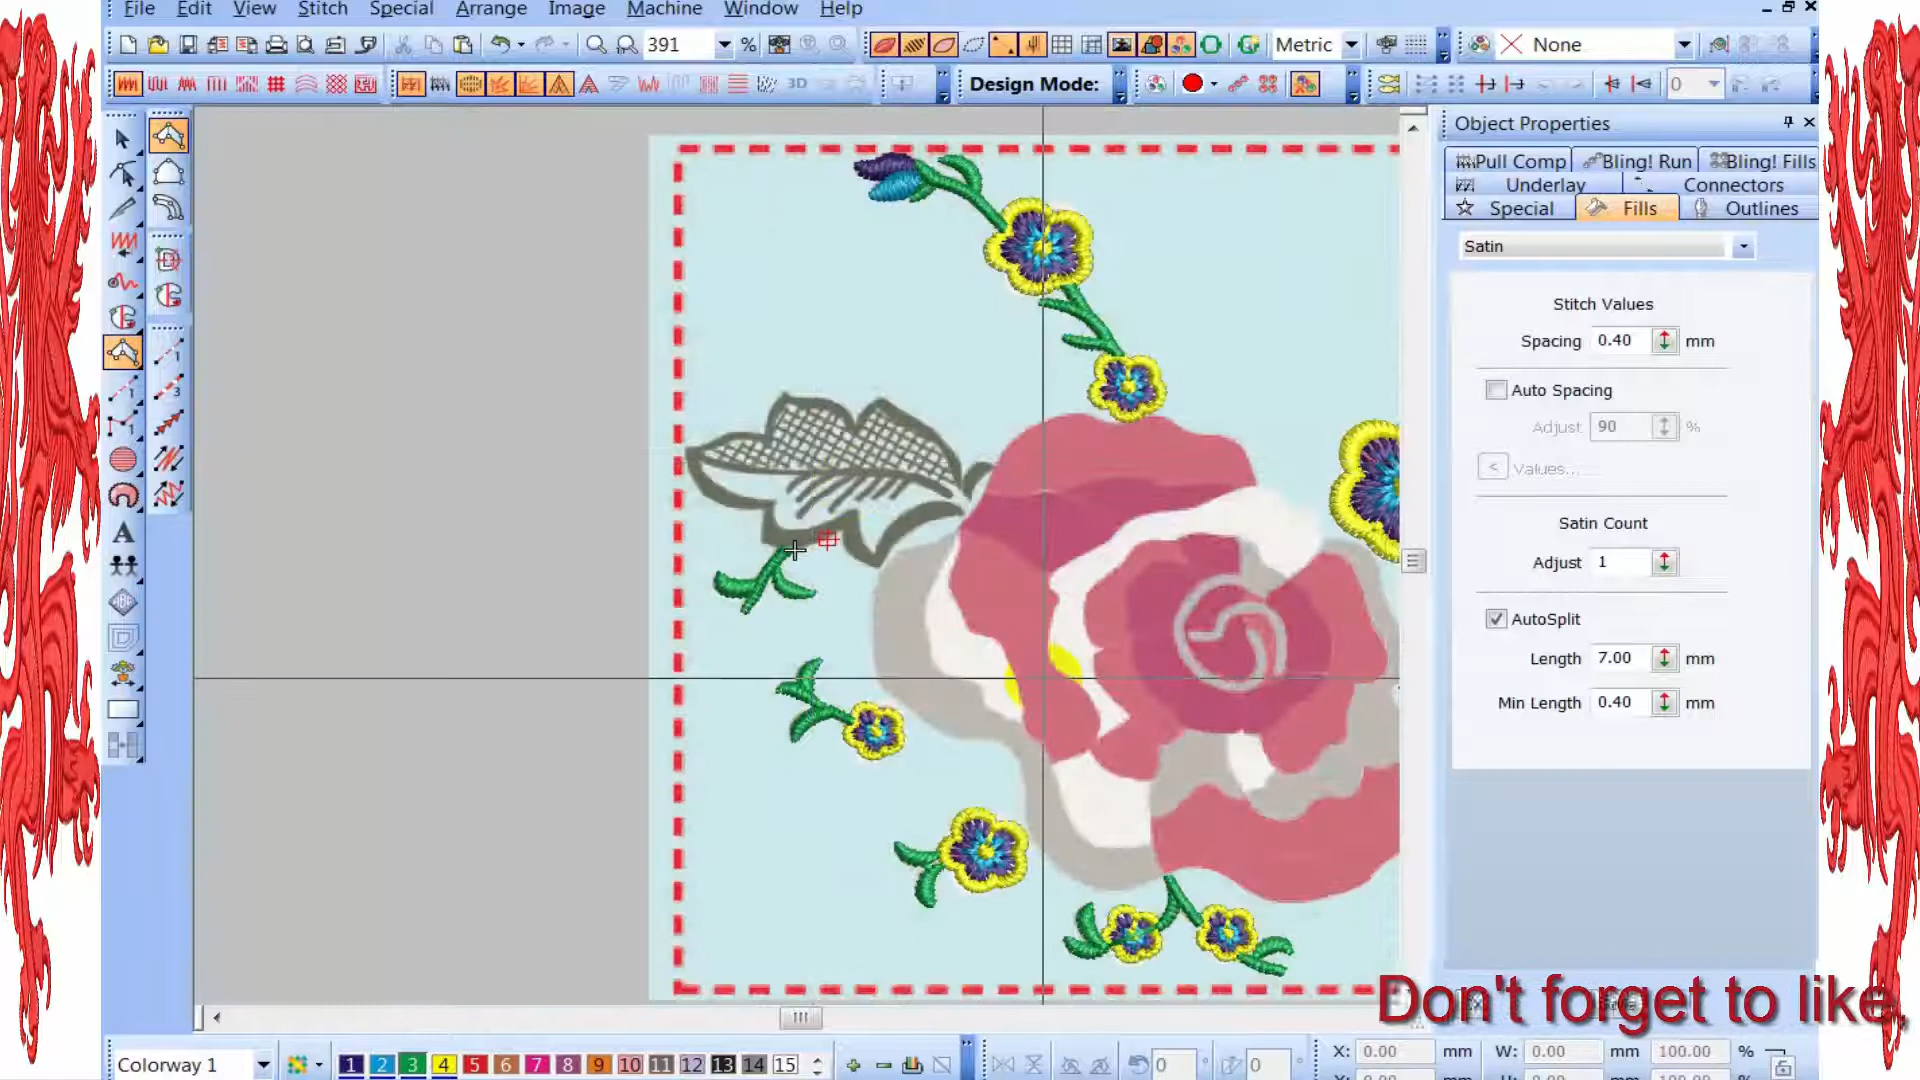 File Edit View Stitch Special Arrange Image Machine Window Help
391 % Metric None
Design Mode: 3D 0
Object Properties
Pull Comp Bling! Run Bling! Fills
Underlay Connectors
Special Fills Outlines
Satin
Stitch Values
Spacing 0.40 mm
Auto Spacing
Adjust 90 %
< Values...
Satin Count
Adjust 1
AutoSplit
Length 7.00 mm
Min Length 0.40 mm
Don't forget to like,
Colorway 1 1 2 3 4 5 6 7 8 9 10 11 12 13 14 15 0 ° 0 ° X: 0.00 mm W: 0.00 mm 100.00 %